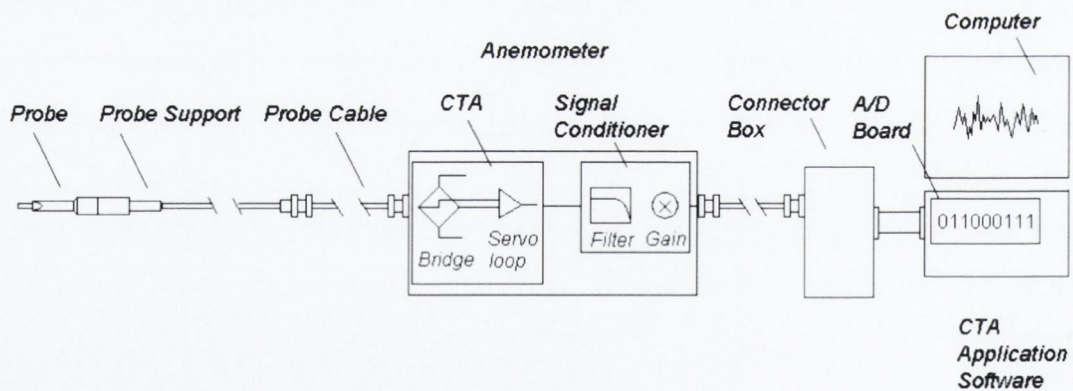 Computer
Anemometer
Probe
Probe Support
Probe Cable
CTA
Signal
Conditioner
Connector
Box
A/D
Board
Bridge
Servo
loop
Filter
Gain
011000111
CTA
Application
Software